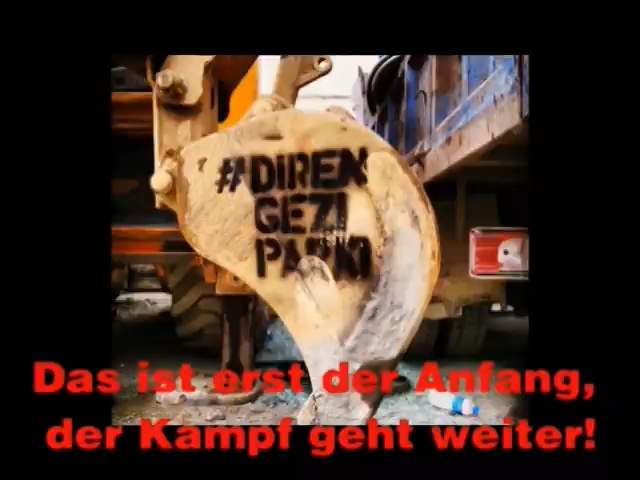 #DIREN
GEZI
PARKI
Das ist erst der Anfang,
der Kampf geht weiter!